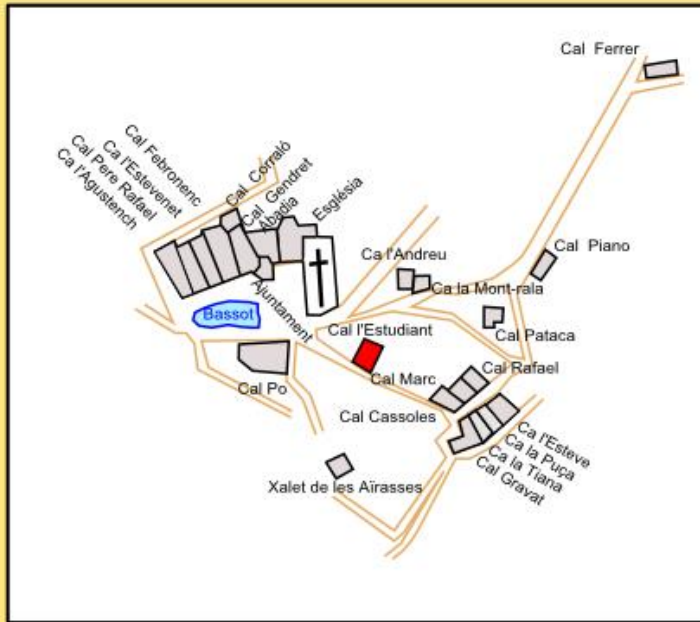 Cal  Ferrer
Cal Febronenc
Ca l'Estevenet
Cal Pere Rafael
Ca l'Agustench
Cal  Corraló
Cal  Gendret
Abadia
Església
Ca l'Andreu
Cal  Piano
Ca la Mont-rala
Ajuntament
Bassot
Cal l'Estudiant
Cal Pataca
Cal Rafael
Cal Marc
Cal Po
Cal Cassoles
Ca l'Esteve
Ca la Puça
Ca la Tiana
Cal Gravat
Xalet de les Aïrasses